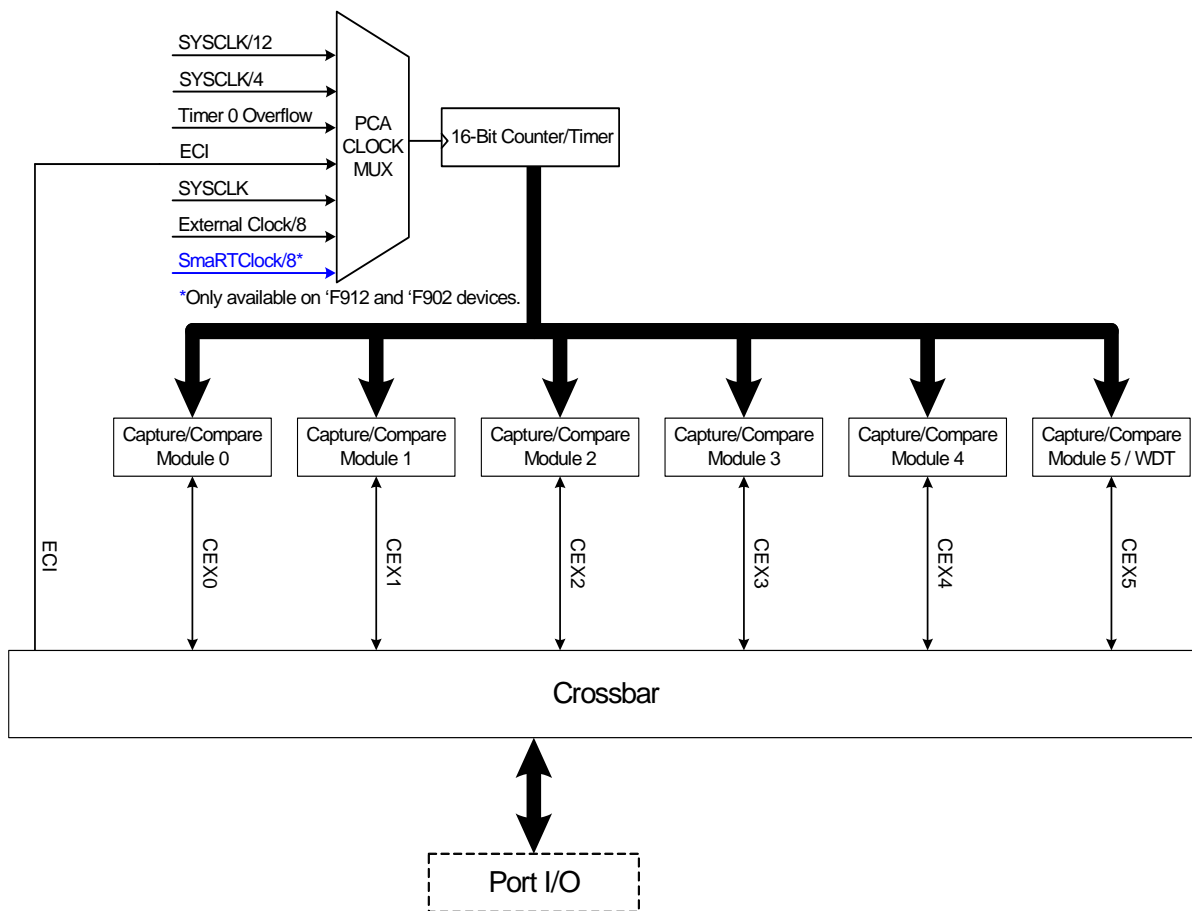 SYSCLK/12
SYSCLK/4
Timer 0 Overflow
ECI
SYSCLK
External Clock/8
SmaRTClock/8*
PCA
CLOCK
MUX
16-Bit Counter/Timer
*Only available on ‘F912 and ‘F902 devices.
Capture/Compare
Module 0
Capture/Compare
Module 1
Capture/Compare
Module 2
Capture/Compare
Module 3
Capture/Compare
Module 4
Capture/Compare
Module 5 / WDT
ECI
CEX0
CEX1
CEX2
CEX3
CEX4
CEX5
Crossbar
Port I/O